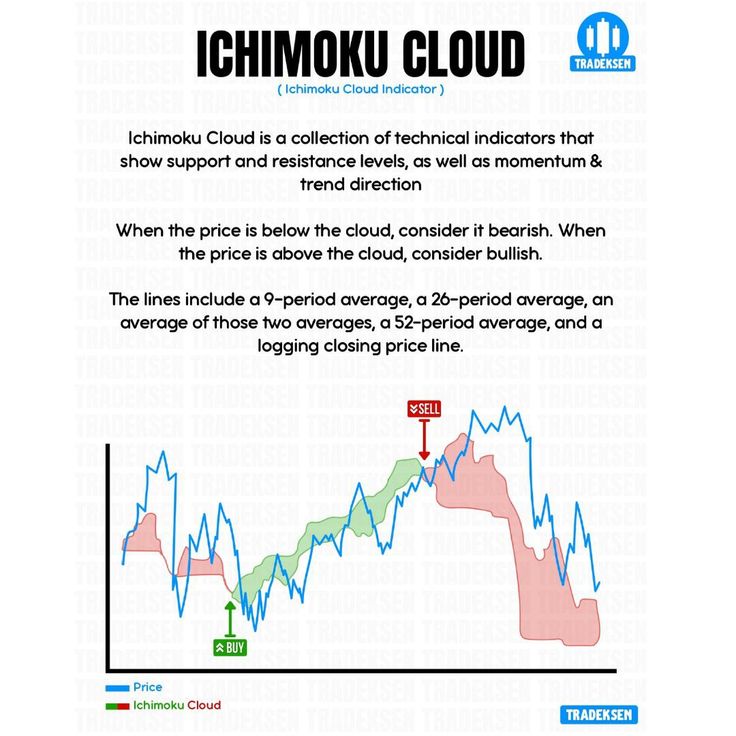 ICHIMOKU CLOUD
TRADEKSEN
( Ichimoku Cloud Indicator )
Ichimoku Cloud is a collection of technical indicators that
show support and resistance levels, as well as momentum &
trend direction
When the price is below the cloud, consider it bearish. When
the price is above the cloud, consider bullish.
The lines include a 9-period average, a 26-period average, an
average of those two averages, a 52-period average, and a
logging closing price line.
SELL
BUY
Price
Ichimoku Cloud
TRADEKSEN